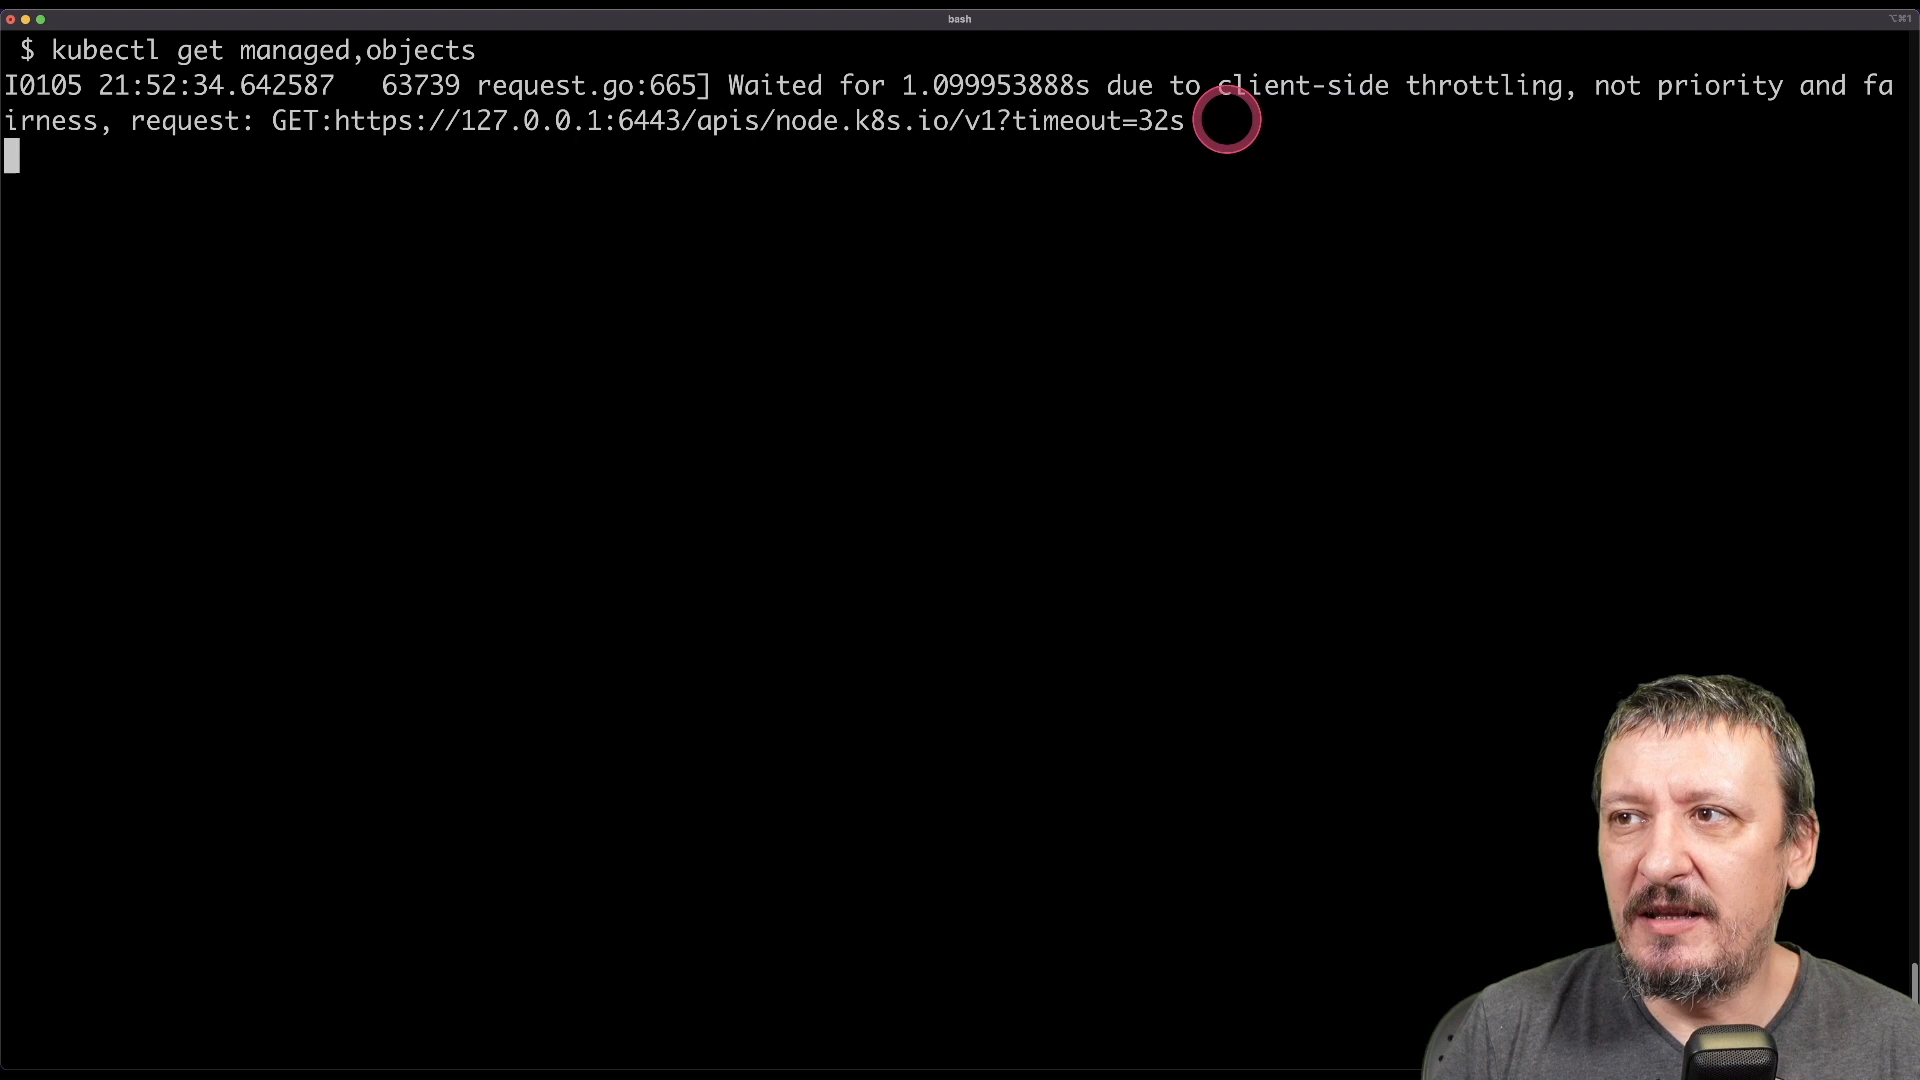 bash
⌥⌘1
$ kubectl get managed,objects
I0105 21:52:34.642587   63739 request.go:665] Waited for 1.099953888s due to client-side throttling, not priority and fa
irness, request: GET:https://127.0.0.1:6443/apis/node.k8s.io/v1?timeout=32s